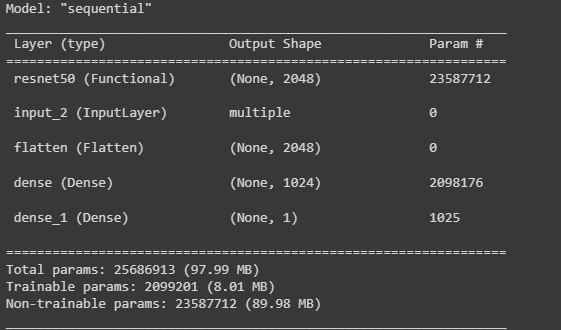 Model: "sequential"
_________________________________________________________________
Layer (type) Output Shape Param #
=================================================================
resnet50 (Functional) (None, 2048) 23587712
input_2 (InputLayer) multiple 0
flatten (Flatten) (None, 2048) 0
dense (Dense) (None, 1024) 2098176
dense_1 (Dense) (None, 1) 1025
=================================================================
Total params: 25686913 (97.99 MB)
Trainable params: 2099201 (8.01 MB)
Non-trainable params: 23587712 (89.98 MB)
_________________________________________________________________